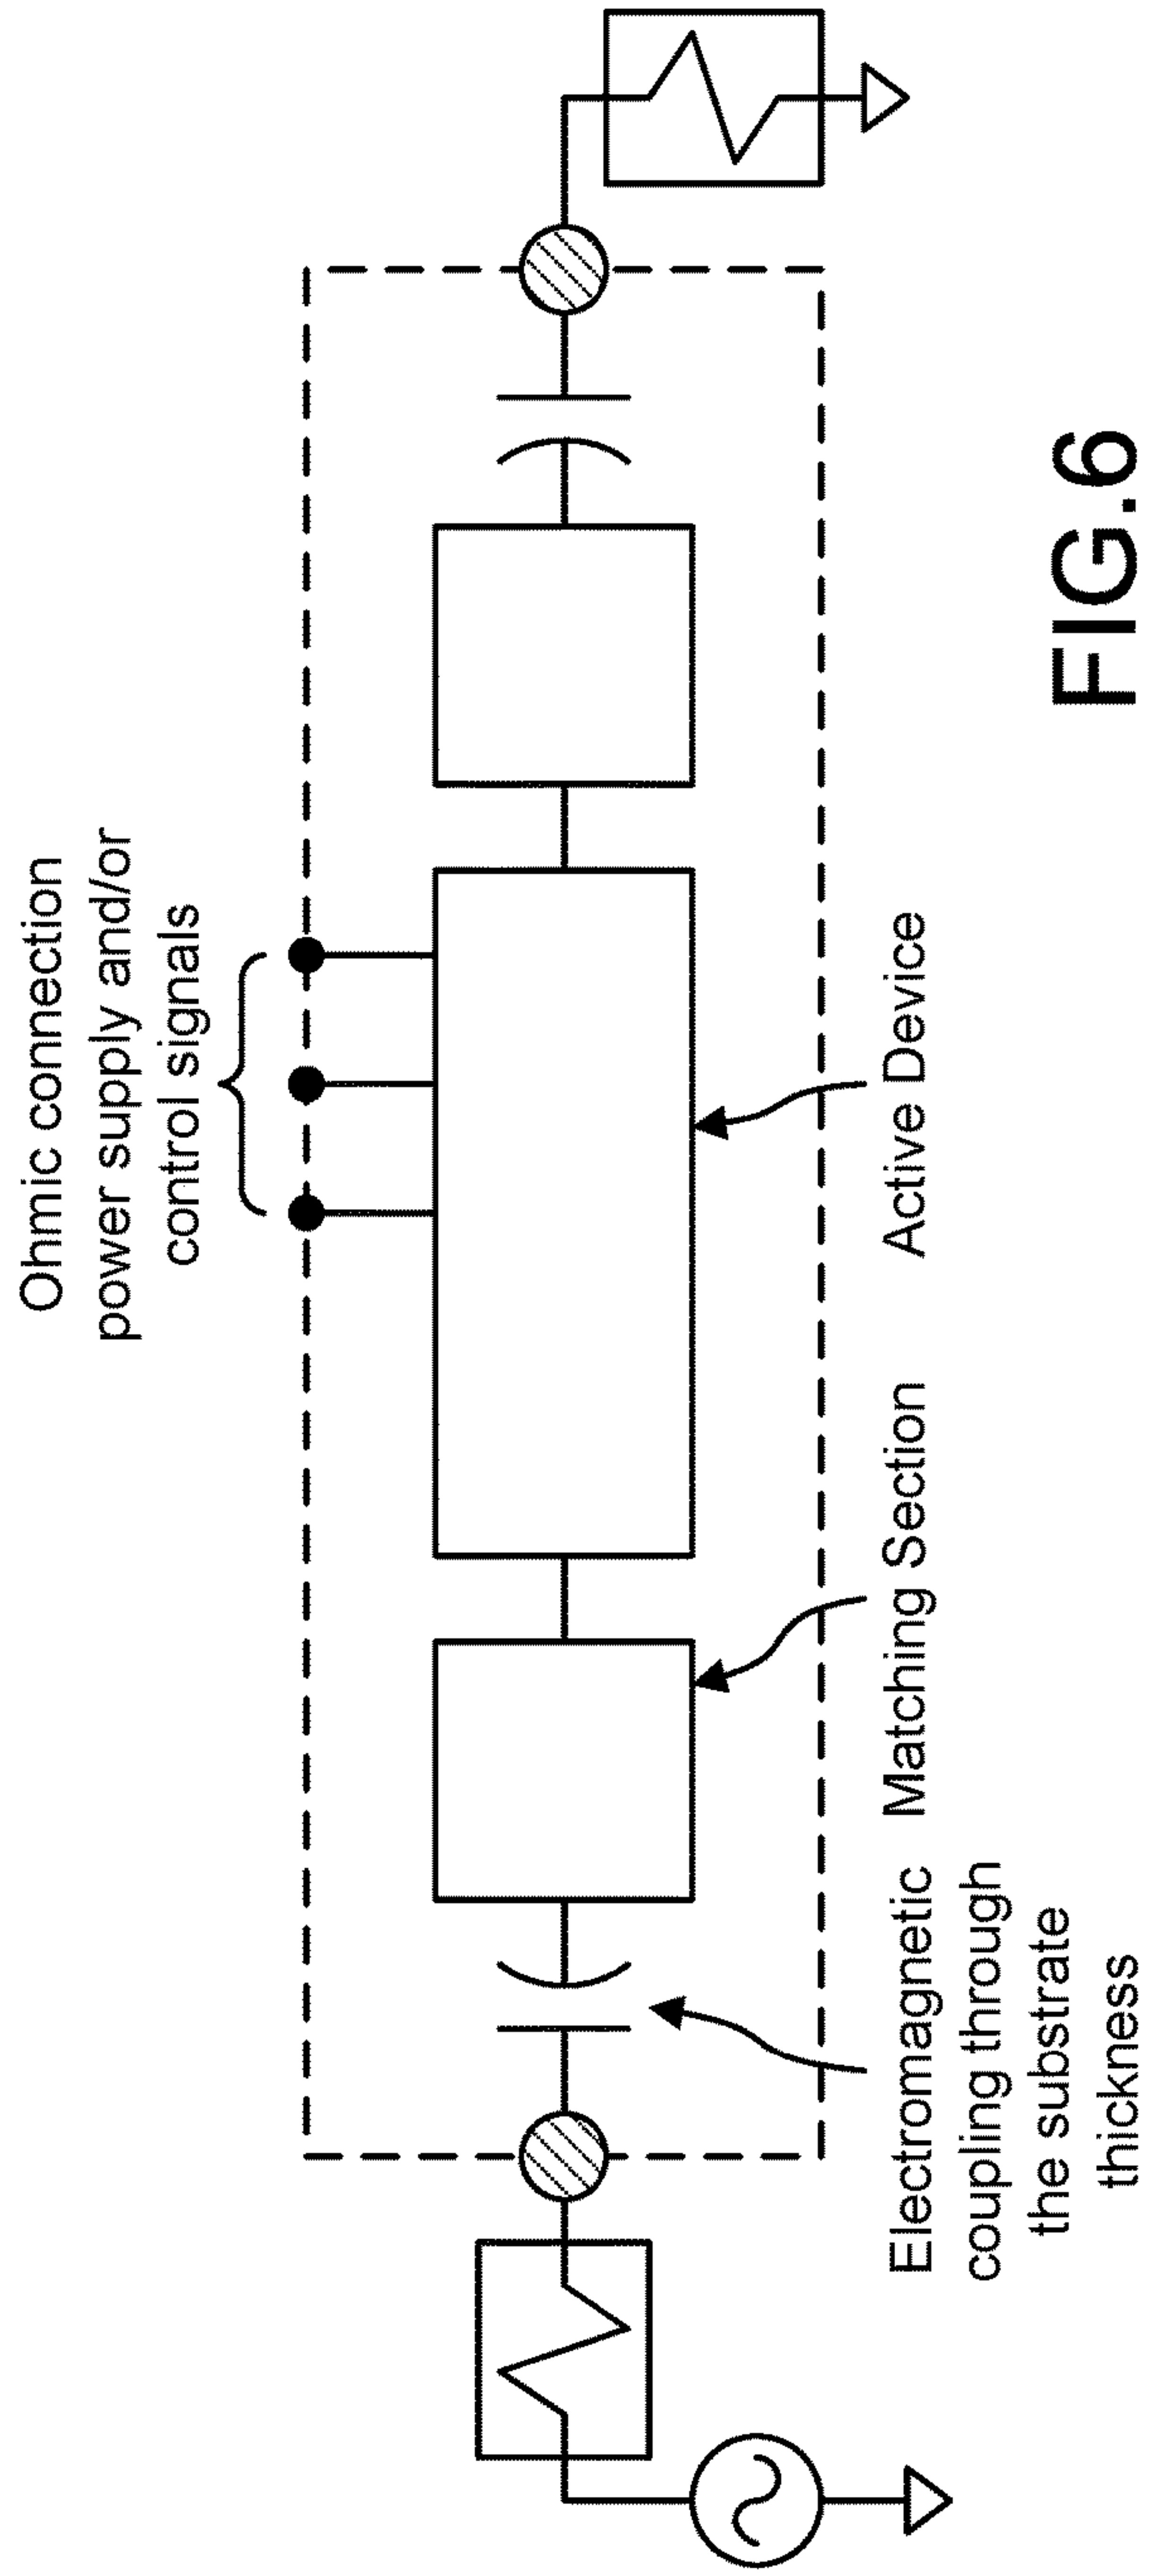 Ohmic connection
power supply and/or
control signals
Electromagnetic
coupling through
the substrate
thickness
Matching Section
Active Device
FIG.6